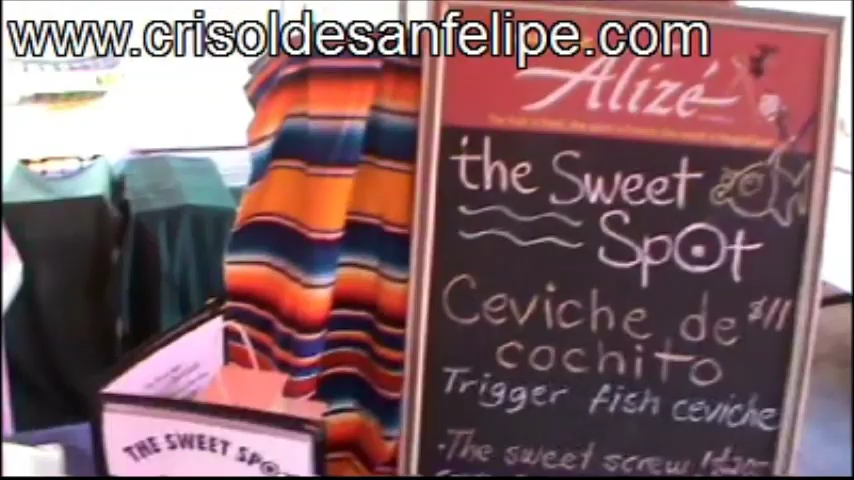 www.crisoldesanfelipe.com
Alizé
the Sweet
Spot
Ceviche de $11
cochito
Trigger fish ceviche
·The sweet screw!
THE SWEET SPOT